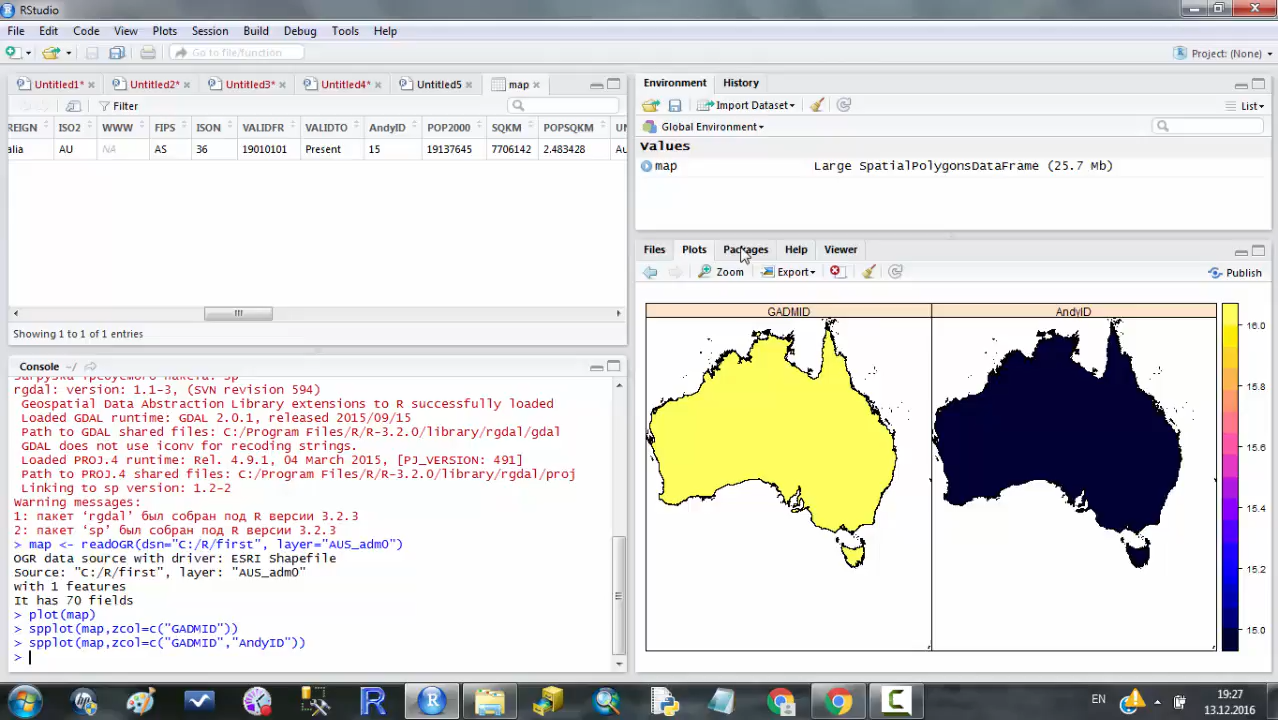 RStudio
File Edit Code View Plots Session Build Debug Tools Help
Go to file/function
Project: (None)
Untitled1* Untitled2* Untitled3* Untitled4* Untitled5 map
Filter
REIGN ISO2 WWW FIPS ISON VALIDFR VALIDTO AndyID POP2000 SQKM POPSQKM UN
alia AU NA AS 36 19010101 Present 15 19137645 7706142 2.483428 Au
Showing 1 to 1 of 1 entries
Console ~/
Загрузка требуемого пакета: sp
rgdal: version: 1.1-3, (SVN revision 594)
Geospatial Data Abstraction Library extensions to R successfully loaded
Loaded GDAL runtime: GDAL 2.0.1, released 2015/09/15
Path to GDAL shared files: C:/Program Files/R/R-3.2.0/library/rgdal/gdal
GDAL does not use iconv for recoding strings.
Loaded PROJ.4 runtime: Rel. 4.9.1, 04 March 2015, [PJ_VERSION: 491]
Path to PROJ.4 shared files: C:/Program Files/R/R-3.2.0/library/rgdal/proj
Linking to sp version: 1.2-2
Warning messages:
1: пакет ‘rgdal’ был собран под R версии 3.2.3
2: пакет ‘sp’ был собран под R версии 3.2.3
> map <- readOGR(dsn="C:/R/first", layer="AUS_adm0")
OGR data source with driver: ESRI Shapefile
Source: "C:/R/first", layer: "AUS_adm0"
with 1 features
It has 70 fields
> plot(map)
> spplot(map,zcol=c("GADMID"))
> spplot(map,zcol=c("GADMID","AndyID"))
>
Environment History
Import Dataset List
Global Environment
Values
map Large SpatialPolygonsDataFrame (25.7 Mb)
Files Plots Packages Help Viewer
Zoom Export Publish
GADMID AndyID
16.0
15.8
15.6
15.4
15.2
15.0
EN 19:27
13.12.2016